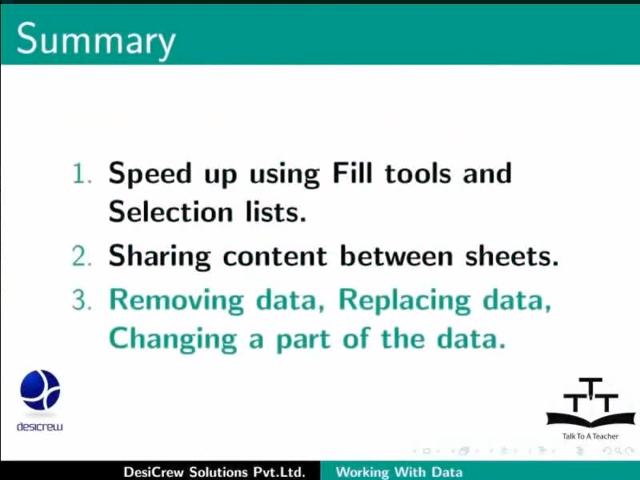 Summary
1. Speed up using Fill tools and
Selection lists.
2. Sharing content between sheets.
3. Removing data, Replacing data,
Changing a part of the data.
desicrew
TTT
Talk To A Teacher
DesiCrew Solutions Pvt.Ltd. Working With Data